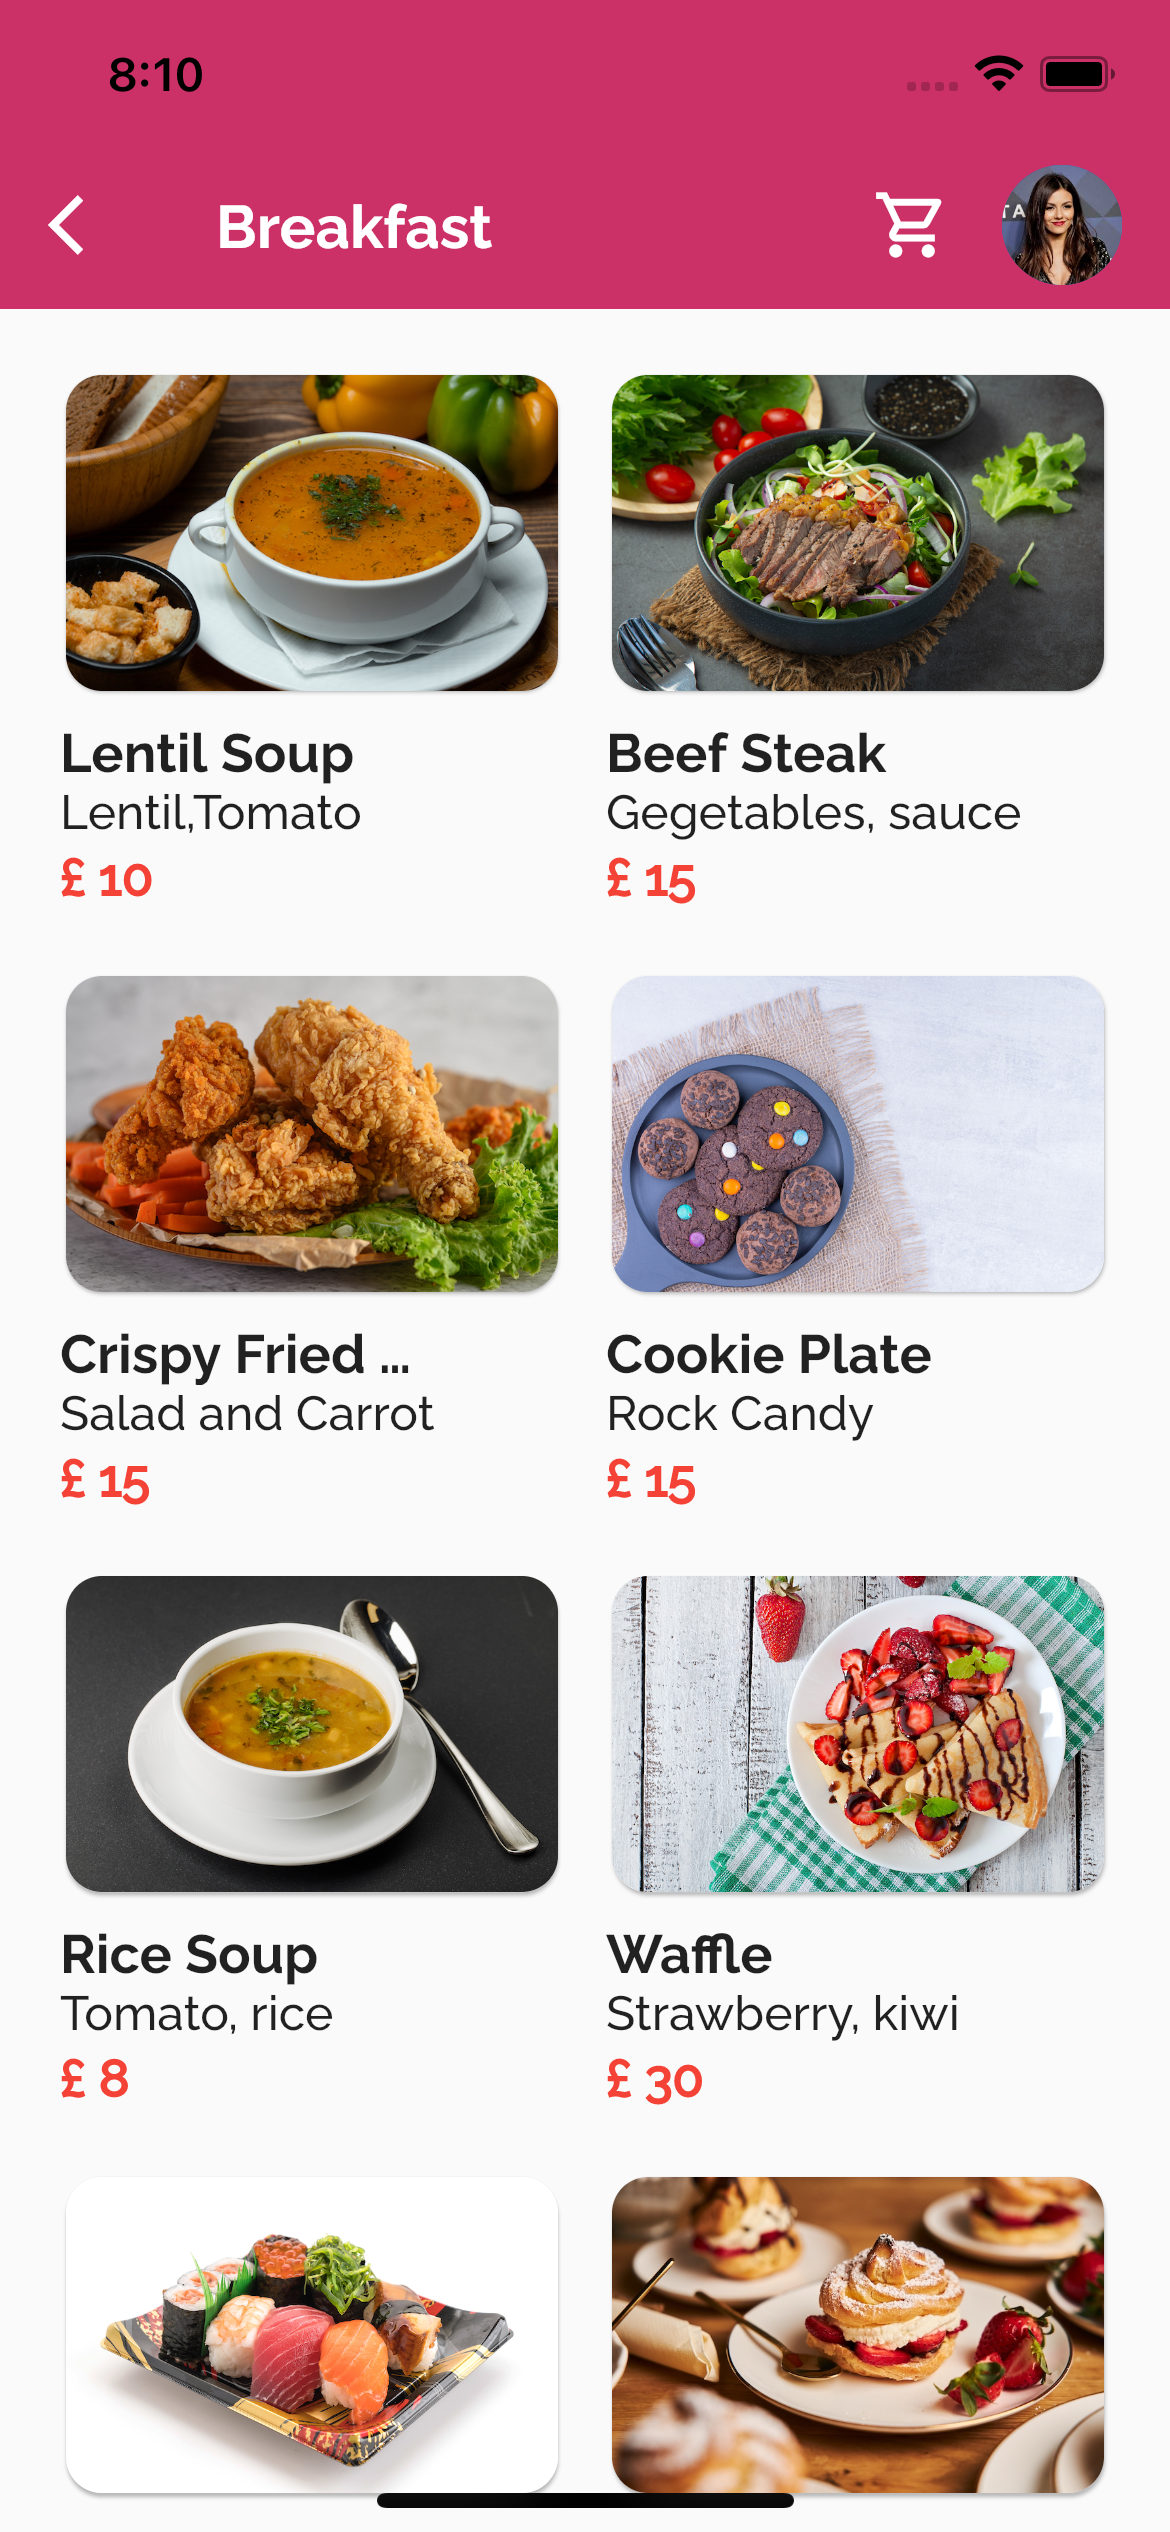 8:10
Breakfast
TA
Lentil Soup
Lentil,Tomato
£ 10
Beef Steak
Gegetables, sauce
£ 15
Crispy Fried ...
Salad and Carrot
£ 15
Cookie Plate
Rock Candy
£ 15
Rice Soup
Tomato, rice
£ 8
Waffle
Strawberry, kiwi
£ 30